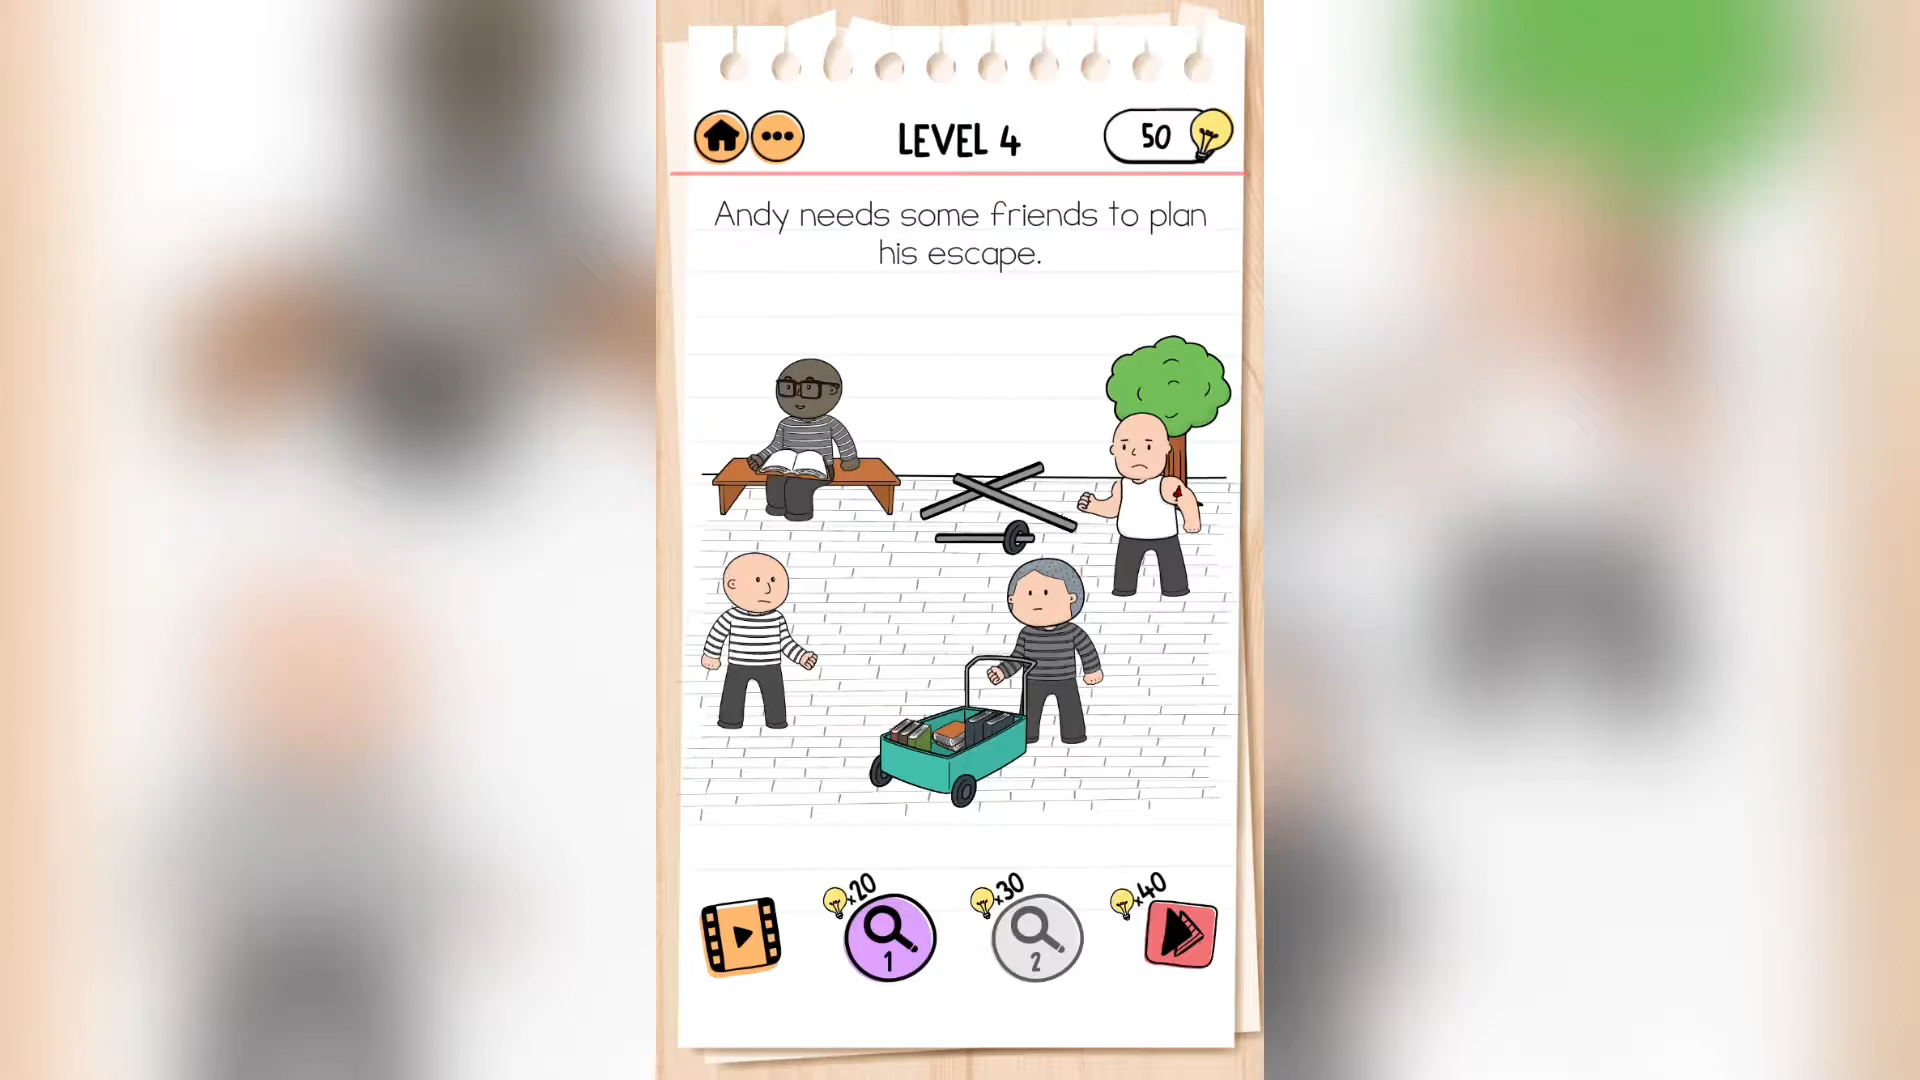 LEVEL 4
50
Andy needs some friends to plan
his escape.
x20
x30
x40
1
2